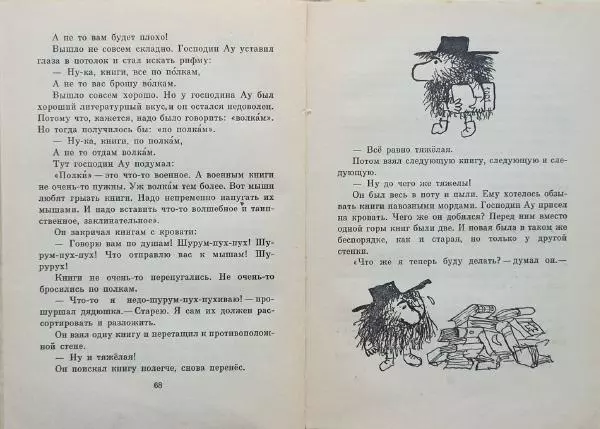 А не то вам будет плохо!
Вышло не совсем складно. Господин Ау уставил
глаза в потолок и стал искать рифму:
— Ну-ка, книги, все по по́лкам,
А не то вас брошу во́лкам.
Вышло совсем хорошо. Но у господина Ау был
хороший литературный вкус, и он остался недоволен.
Потому что, кажется, надо было говорить: «волка́м».
Но тогда получилось бы: «по полка́м».
— Ну-ка, книги, по полка́м,
А не то отдам волка́м.
Тут господин Ау подумал:
«Полки́» — это что-то военное. А военным книги
не очень-то нужны. Уж волка́м тем более. Вот мыши
любят грызть книги. Надо непременно напугать их
мышами. И надо вставить что-то волшебное и таин-
ственное, заклинательное».
Он закричал книгам с кровати:
— Говорю вам по душам! Шурум-пух-пух! Шу-
рум-пух-пух! Что отправлю вас к мышам! Шу-
рурух!
Книги не очень-то перепугались. Не очень-то
бросились по полкам.
— Что-то я недо-шурум-пух-пухиваю! — про-
шуршал дядюшка. — Старею. Я сам их должен рас-
сортировать и разложить.
Он взял одну книгу и перетащил к противополож-
ной стене.
— Ну и тяжёлая!
Он поискал книгу полегче, снова перенёс.
68
— Всё равно тяжёлая.
Потом взял следующую книгу, следующую и сле-
дующую.
— Ну до чего же тяжелы!
Он был весь в поту и пыли. Ему хотелось обзы-
вать книги навозными мордами. Господин Ау присел
на кровать. Чего же он добился? Перед ним вместо
одной горы книг были две. И новая была в таком же
беспорядке, как и старая, но только у другой
стенки.
«Что же я теперь буду делать? — думал он. —